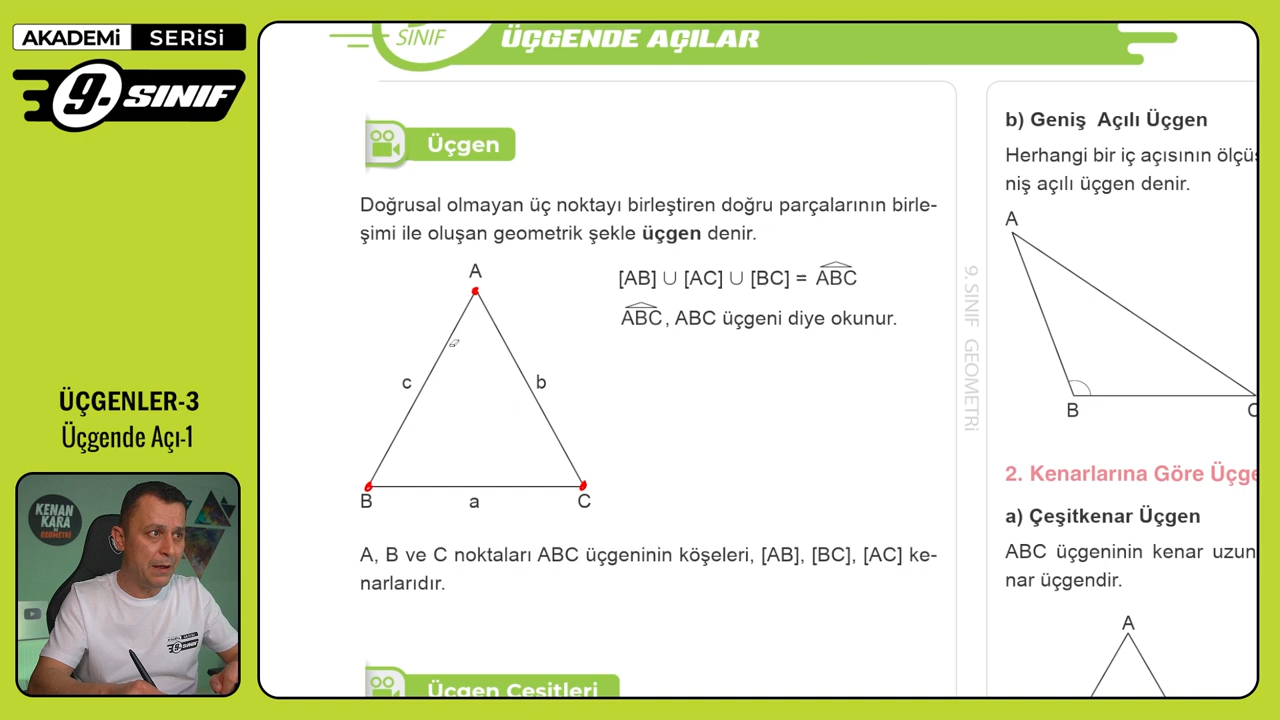 AKADEMİ SERİSİ
9. SINIF
ÜÇGENLER-3
Üçgende Açı-1
KENAN
KARA
GEOMETRİ
9.SINIF
SINIF
ÜÇGENDE AÇILAR
Üçgen
Doğrusal olmayan üç noktayı birleştiren doğru parçalarının birle-
şimi ile oluşan geometrik şekle üçgen denir.
A
c
b
B
a
C
[AB] ∪ [AC] ∪ [BC] = ABC
ABC, ABC üçgeni diye okunur.
A, B ve C noktaları ABC üçgeninin köşeleri, [AB], [BC], [AC] ke-
narlarıdır.
Üçgen Çeşitleri
9. SINIF GEOMETRİ
b) Geniş Açılı Üçgen
Herhangi bir iç açısının
niş açılı üçgen denir.
A
B
C
2. Kenarlarına Göre
a) Çeşitkenar Üçgen
ABC üçgeninin kenar uzun
nar üçgendir.
A